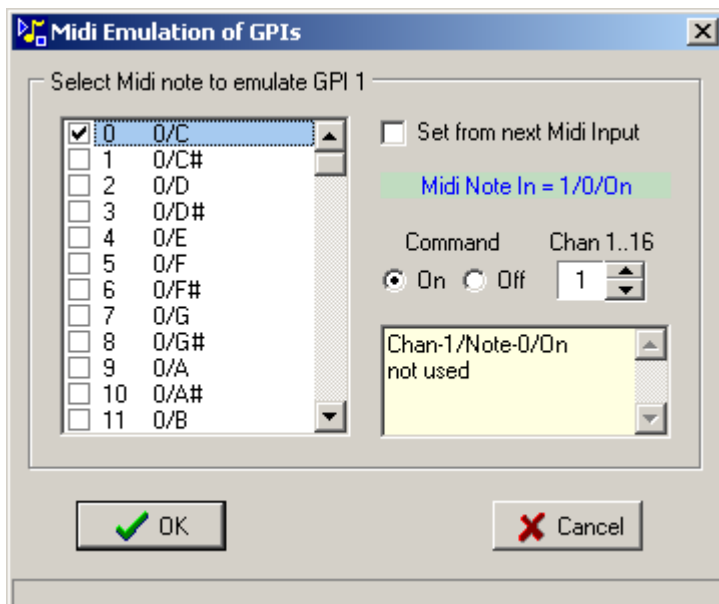 Midi Emulation of GPIs
Select Midi note to emulate GPI 1
0 0/C
1 0/C#
2 0/D
3 0/D#
4 0/E
5 0/F
6 0/F#
7 0/G
8 0/G#
9 0/A
10 0/A#
11 0/B
Set from next Midi Input
Midi Note In = 1/0/On
Command Chan 1..16
On Off 1
Chan-1/Note-0/On
not used
OK Cancel